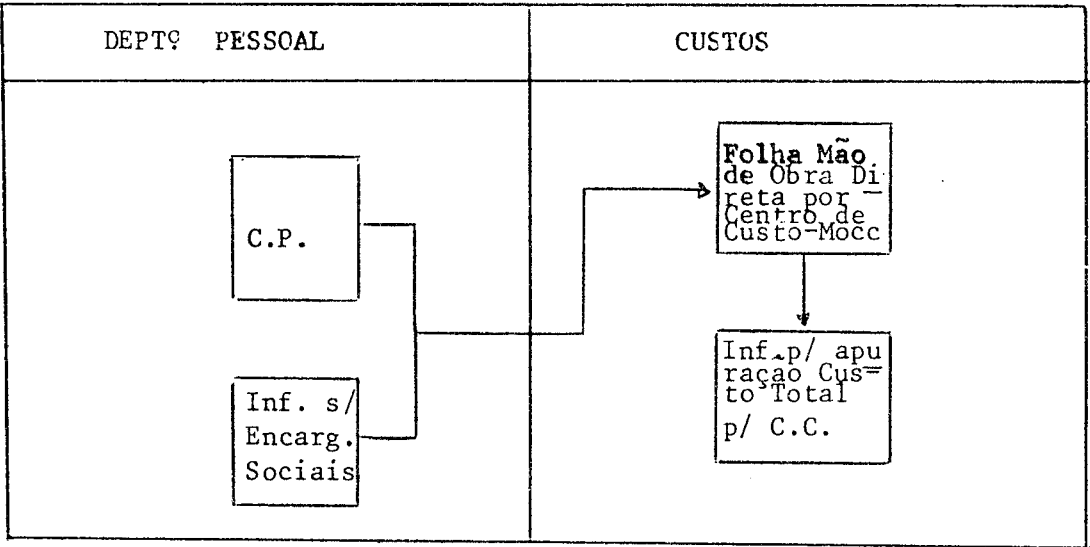 DEPTº PESSOAL
CUSTOS
C.P.
Inf. s/
Encarg.
Sociais
Folha Mão
de Obra Di
reta por -
Centro de
Custo-Mocc
Inf. p/ apu
ração Cus-
to Total
p/ C.C.